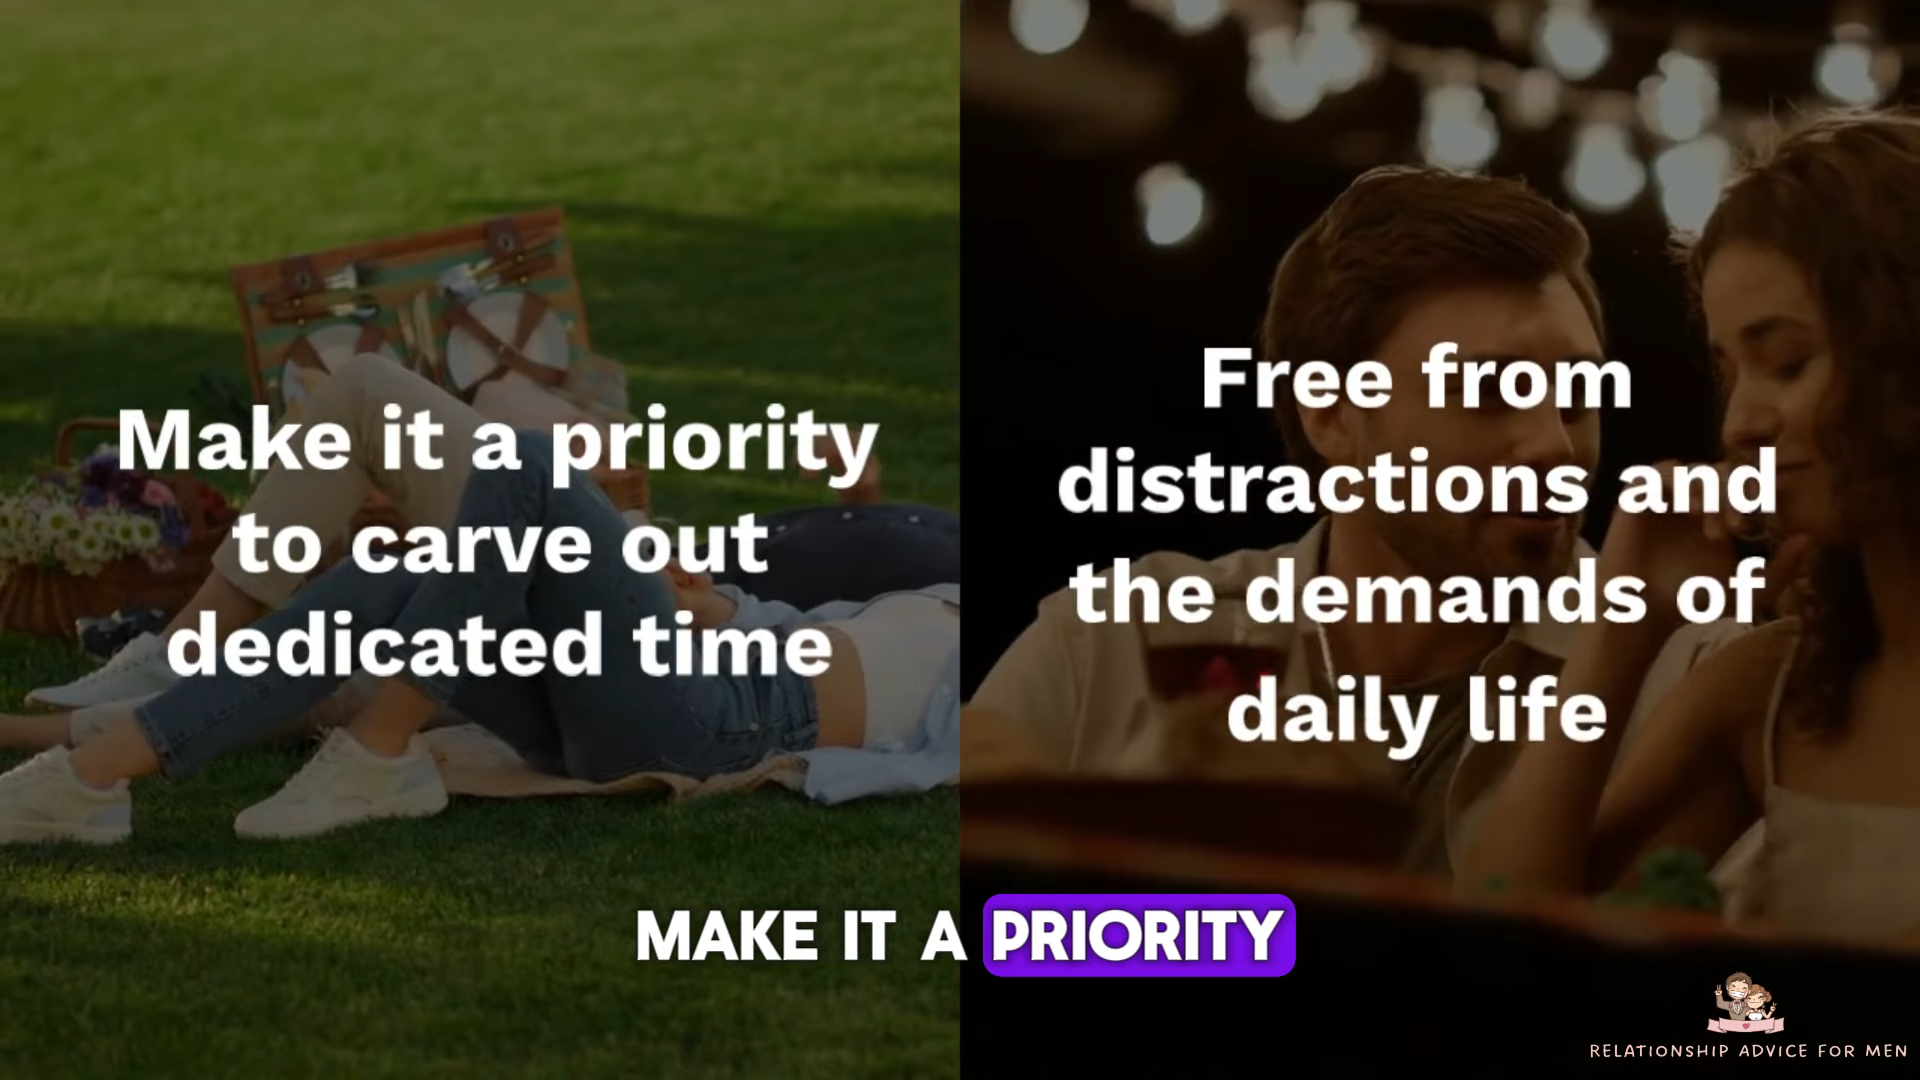 Make it a priority
to carve out
dedicated time
Free from
distractions and
the demands of
daily life
MAKE IT A PRIORITY
RELATIONSHIP ADVICE FOR MEN